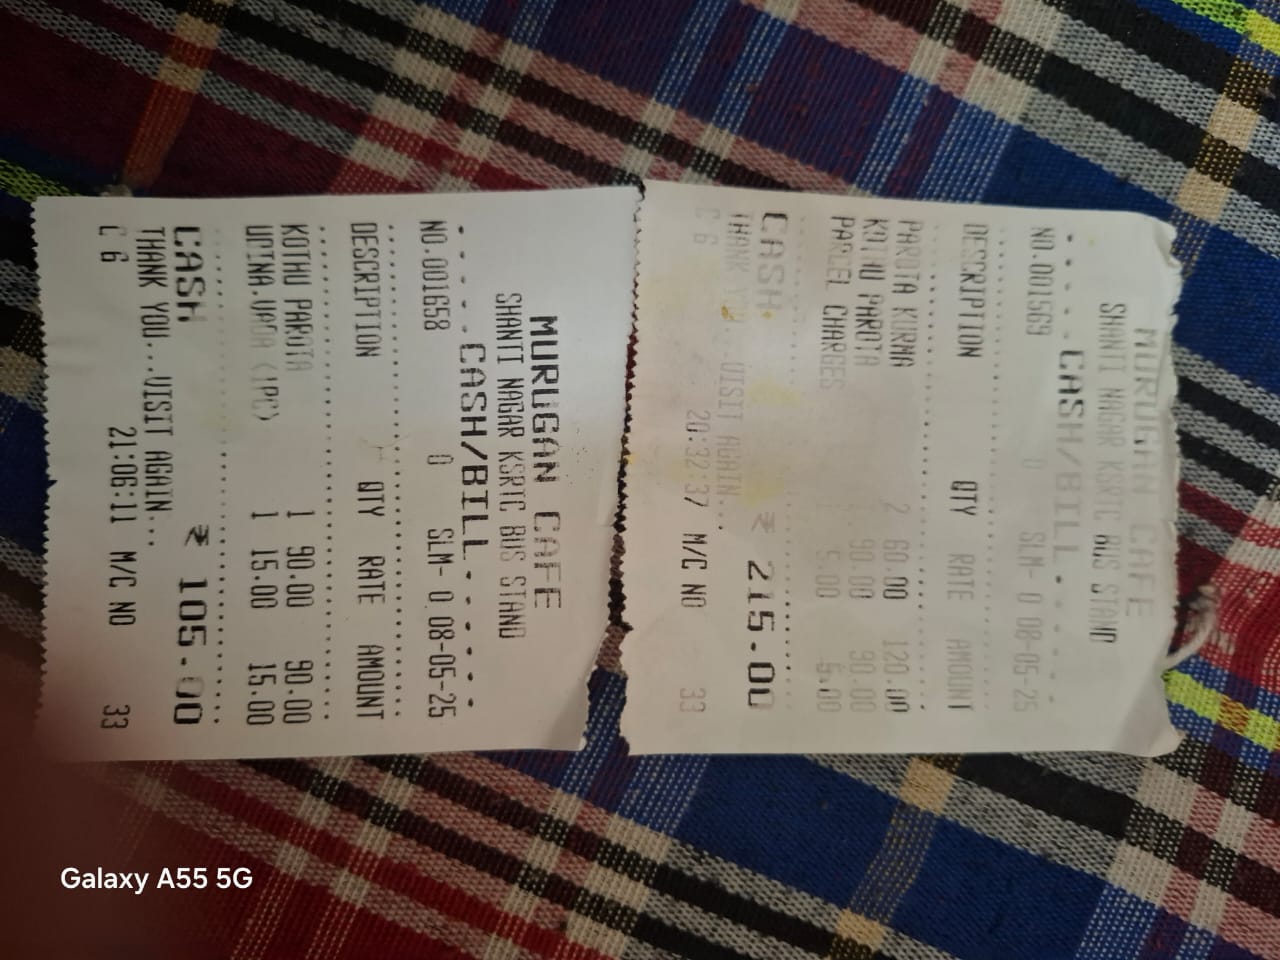 MURUGAN CAFE
SHANTI NAGAR KSRTC BUS STAND
.....CASH/BILL......
NO.001569 0 SLM- 0 08-05-25
DESCRIPTION QTY RATE AMOUNT
PAROTA KURMA 2 60.00 120.00
KOTHU PAROTA 1 90.00 90.00
PARCEL CHARGES 1 5.00 5.00
CASH ₹ 215.00
THANK YOU...VISIT AGAIN...
C 6 20:32:37 M/C NO 33
MURUGAN CAFE
SHANTI NAGAR KSRTC BUS STAND
.....CASH/BILL......
NO.001658 0 SLM- 0 08-05-25
DESCRIPTION QTY RATE AMOUNT
KOTHU PAROTA 1 90.00 90.00
UDINA.VADA (1PC) 1 15.00 15.00
CASH ₹ 105.00
THANK YOU...VISIT AGAIN...
C 6 21:06:11 M/C NO 33
Galaxy A55 5G